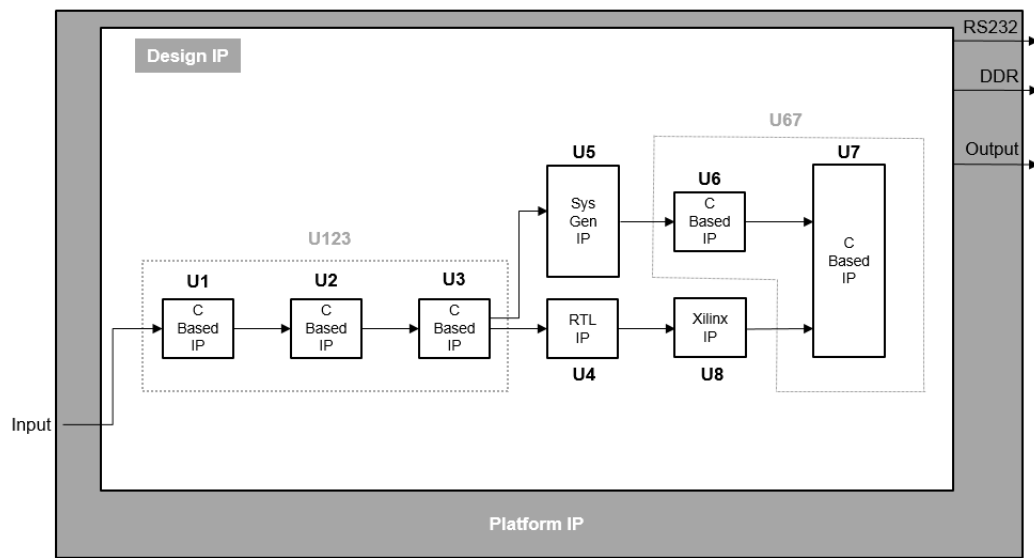 RS232
Design IP
DDR
U67
Output
U5
U7
U6
Sys
Gen
IP
C
Based
IP
C
Based
IP
U123
U1
U2
U3
C
Based
IP
C
Based
IP
C
Based
IP
RTL
IP
Xilinx
IP
U4
U8
Input
Platform IP